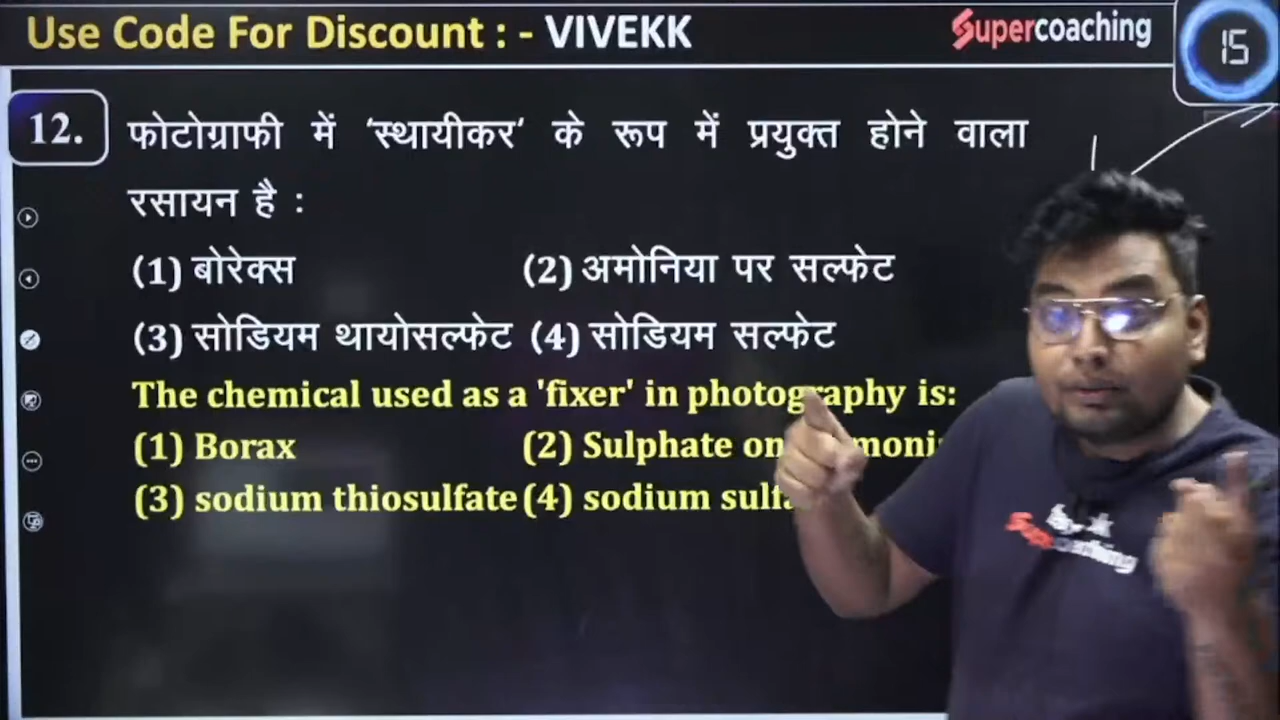 Use Code For Discount : - VIVEKK
Supercoaching
15
12. फोटोग्राफी में ‘स्थायीकर’ के रूप में प्रयुक्त होने वाला
रसायन है :
(1) बोरेक्स (2) अमोनिया पर सल्फेट
(3) सोडियम थायोसल्फेट (4) सोडियम सल्फेट
The chemical used as a 'fixer' in photography is:
(1) Borax (2) Sulphate on
(3) sodium thiosulfate (4) sodium